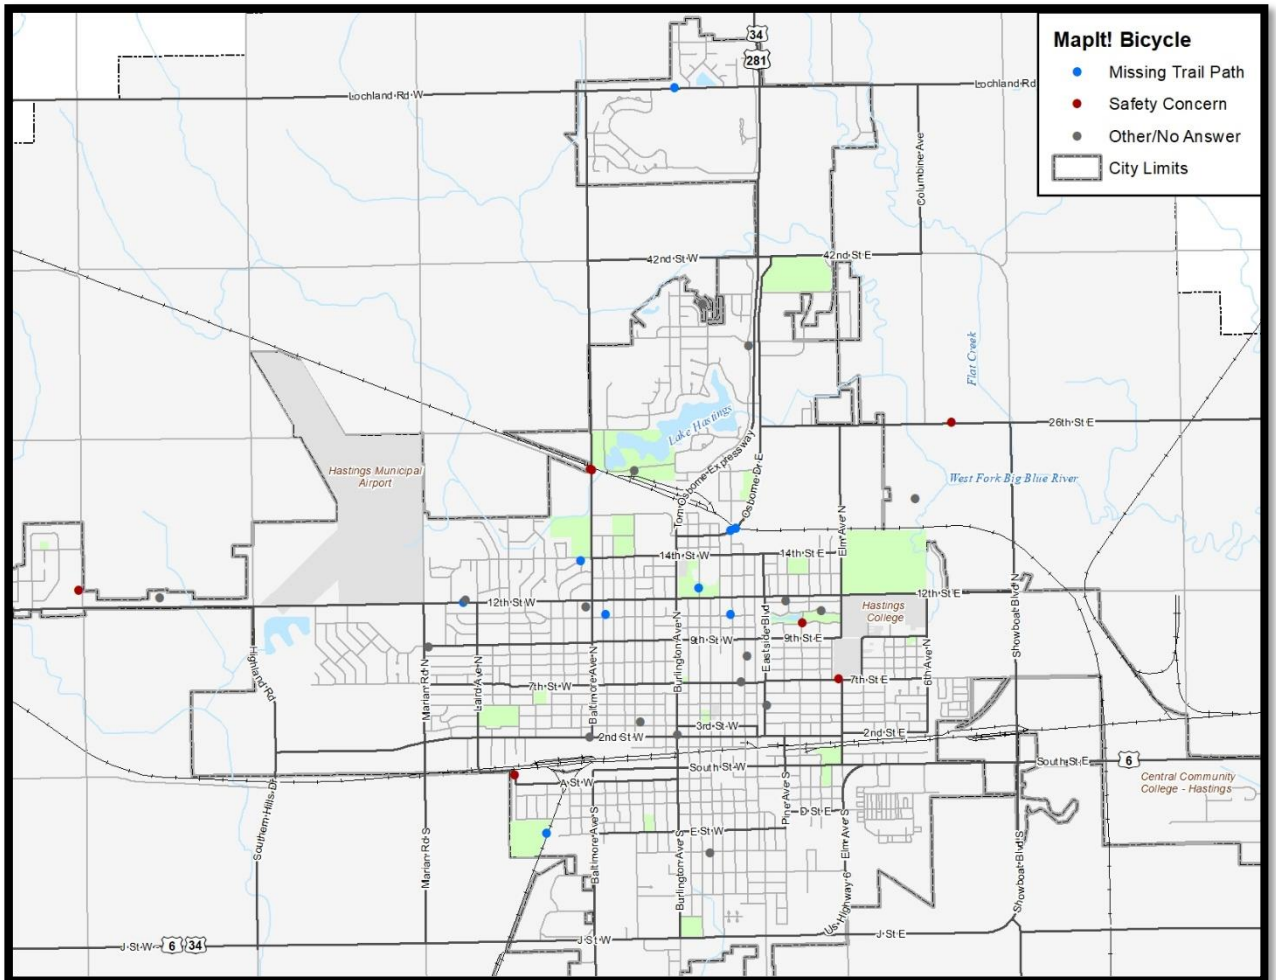 MapIt! Bicycle
Missing Trail Path
Safety Concern
Other/No Answer
City Limits
34
281
Lochland Rd W
Lochland Rd
Columbine Ave
42nd St W
42nd St E
Flat Creek
Lake Hastings
26th St E
Hastings Municipal
Airport
Tom Osborne Expressway
Osborne Dr E
West Fork Big Blue River
Elm Ave N
14th St W
14th St E
12th St W
12th St E
Hastings
College
Showboat Blvd N
Burlington Ave N
Eastside Blvd
9th St W
9th St E
Highland Rd
Marian Rd N
Laird Ave N
Baltimore Ave N
7th St W
7th St E
6th Ave N
3rd St W
2nd St W
2nd St E
South St W
South St E
6
A St W
Central Community
College - Hastings
Southern Hills Dr
Marian Rd S
Baltimore Ave S
Burlington Ave S
Pine Ave S
D St E
E St W
Elm Ave S
Us Highway 6
Showboat Blvd S
J St W
6
34
J St W
J St E